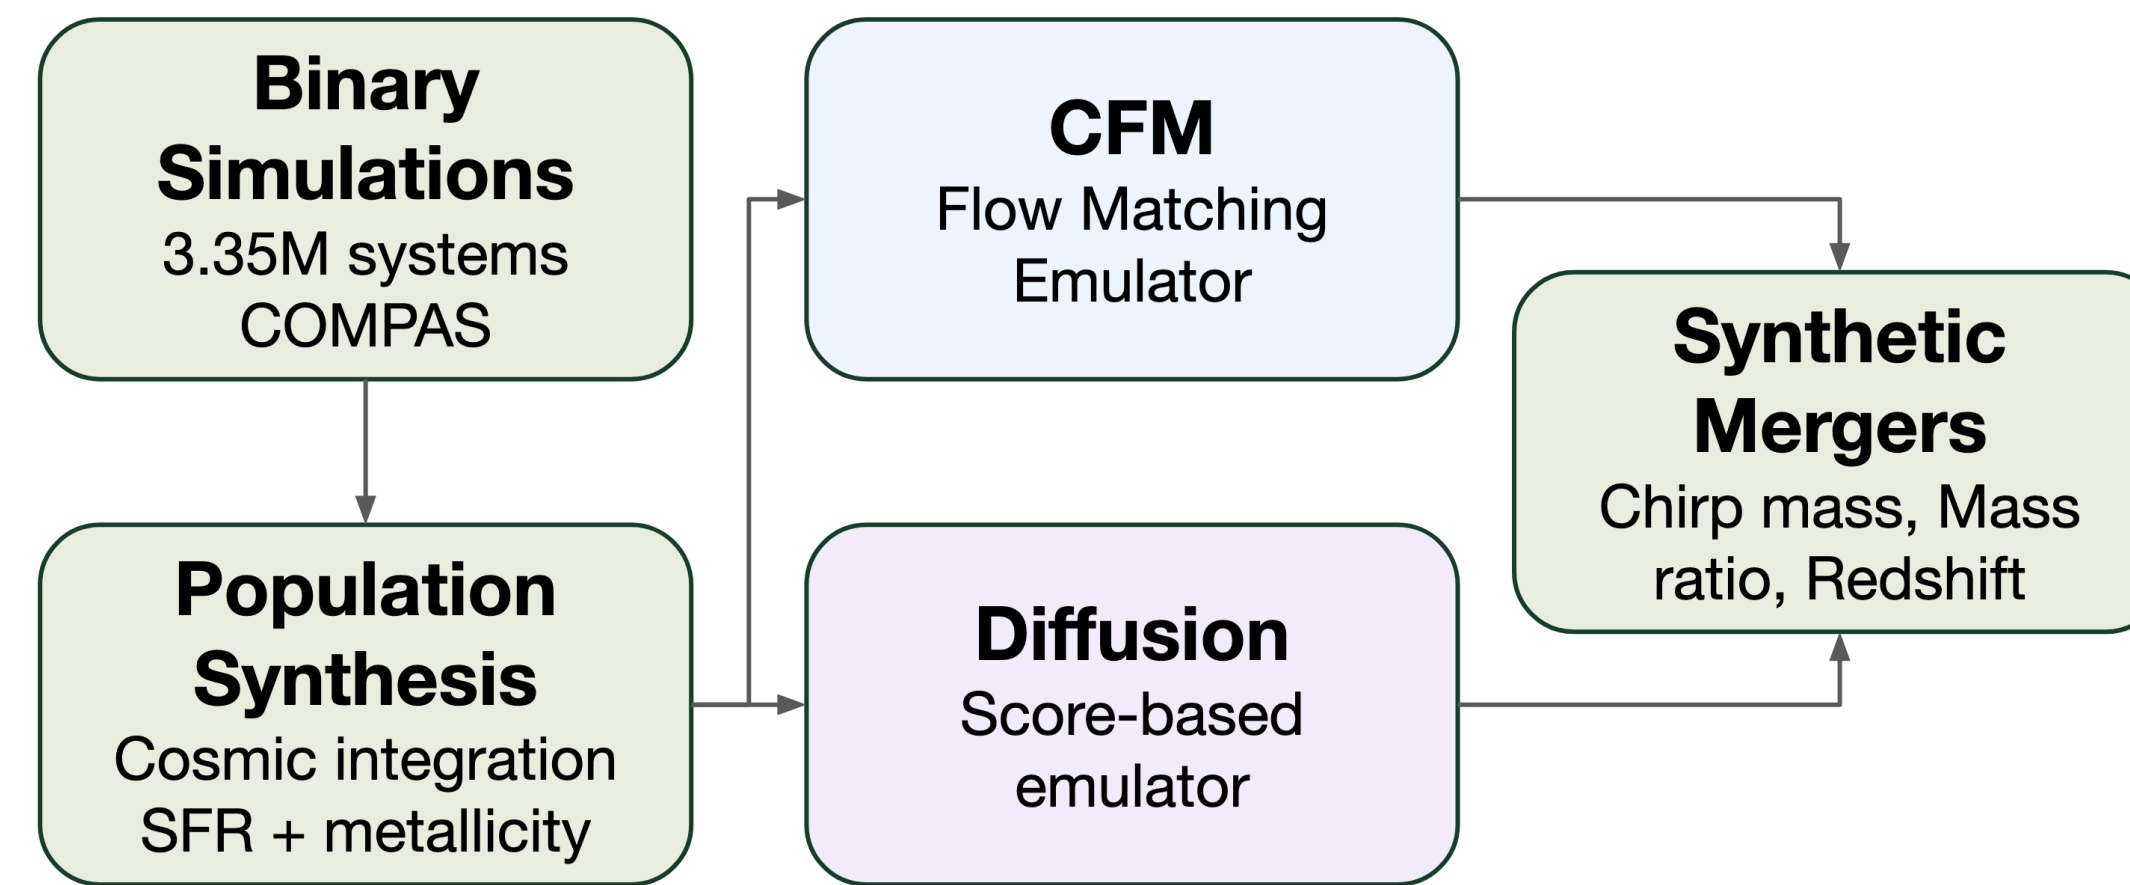 Binary
Simulations
3.35M systems
COMPAS
Population
Synthesis
Cosmic integration
SFR + metallicity
CFM
Flow Matching
Emulator
Diffusion
Score-based
emulator
Synthetic
Mergers
Chirp mass, Mass
ratio, Redshift